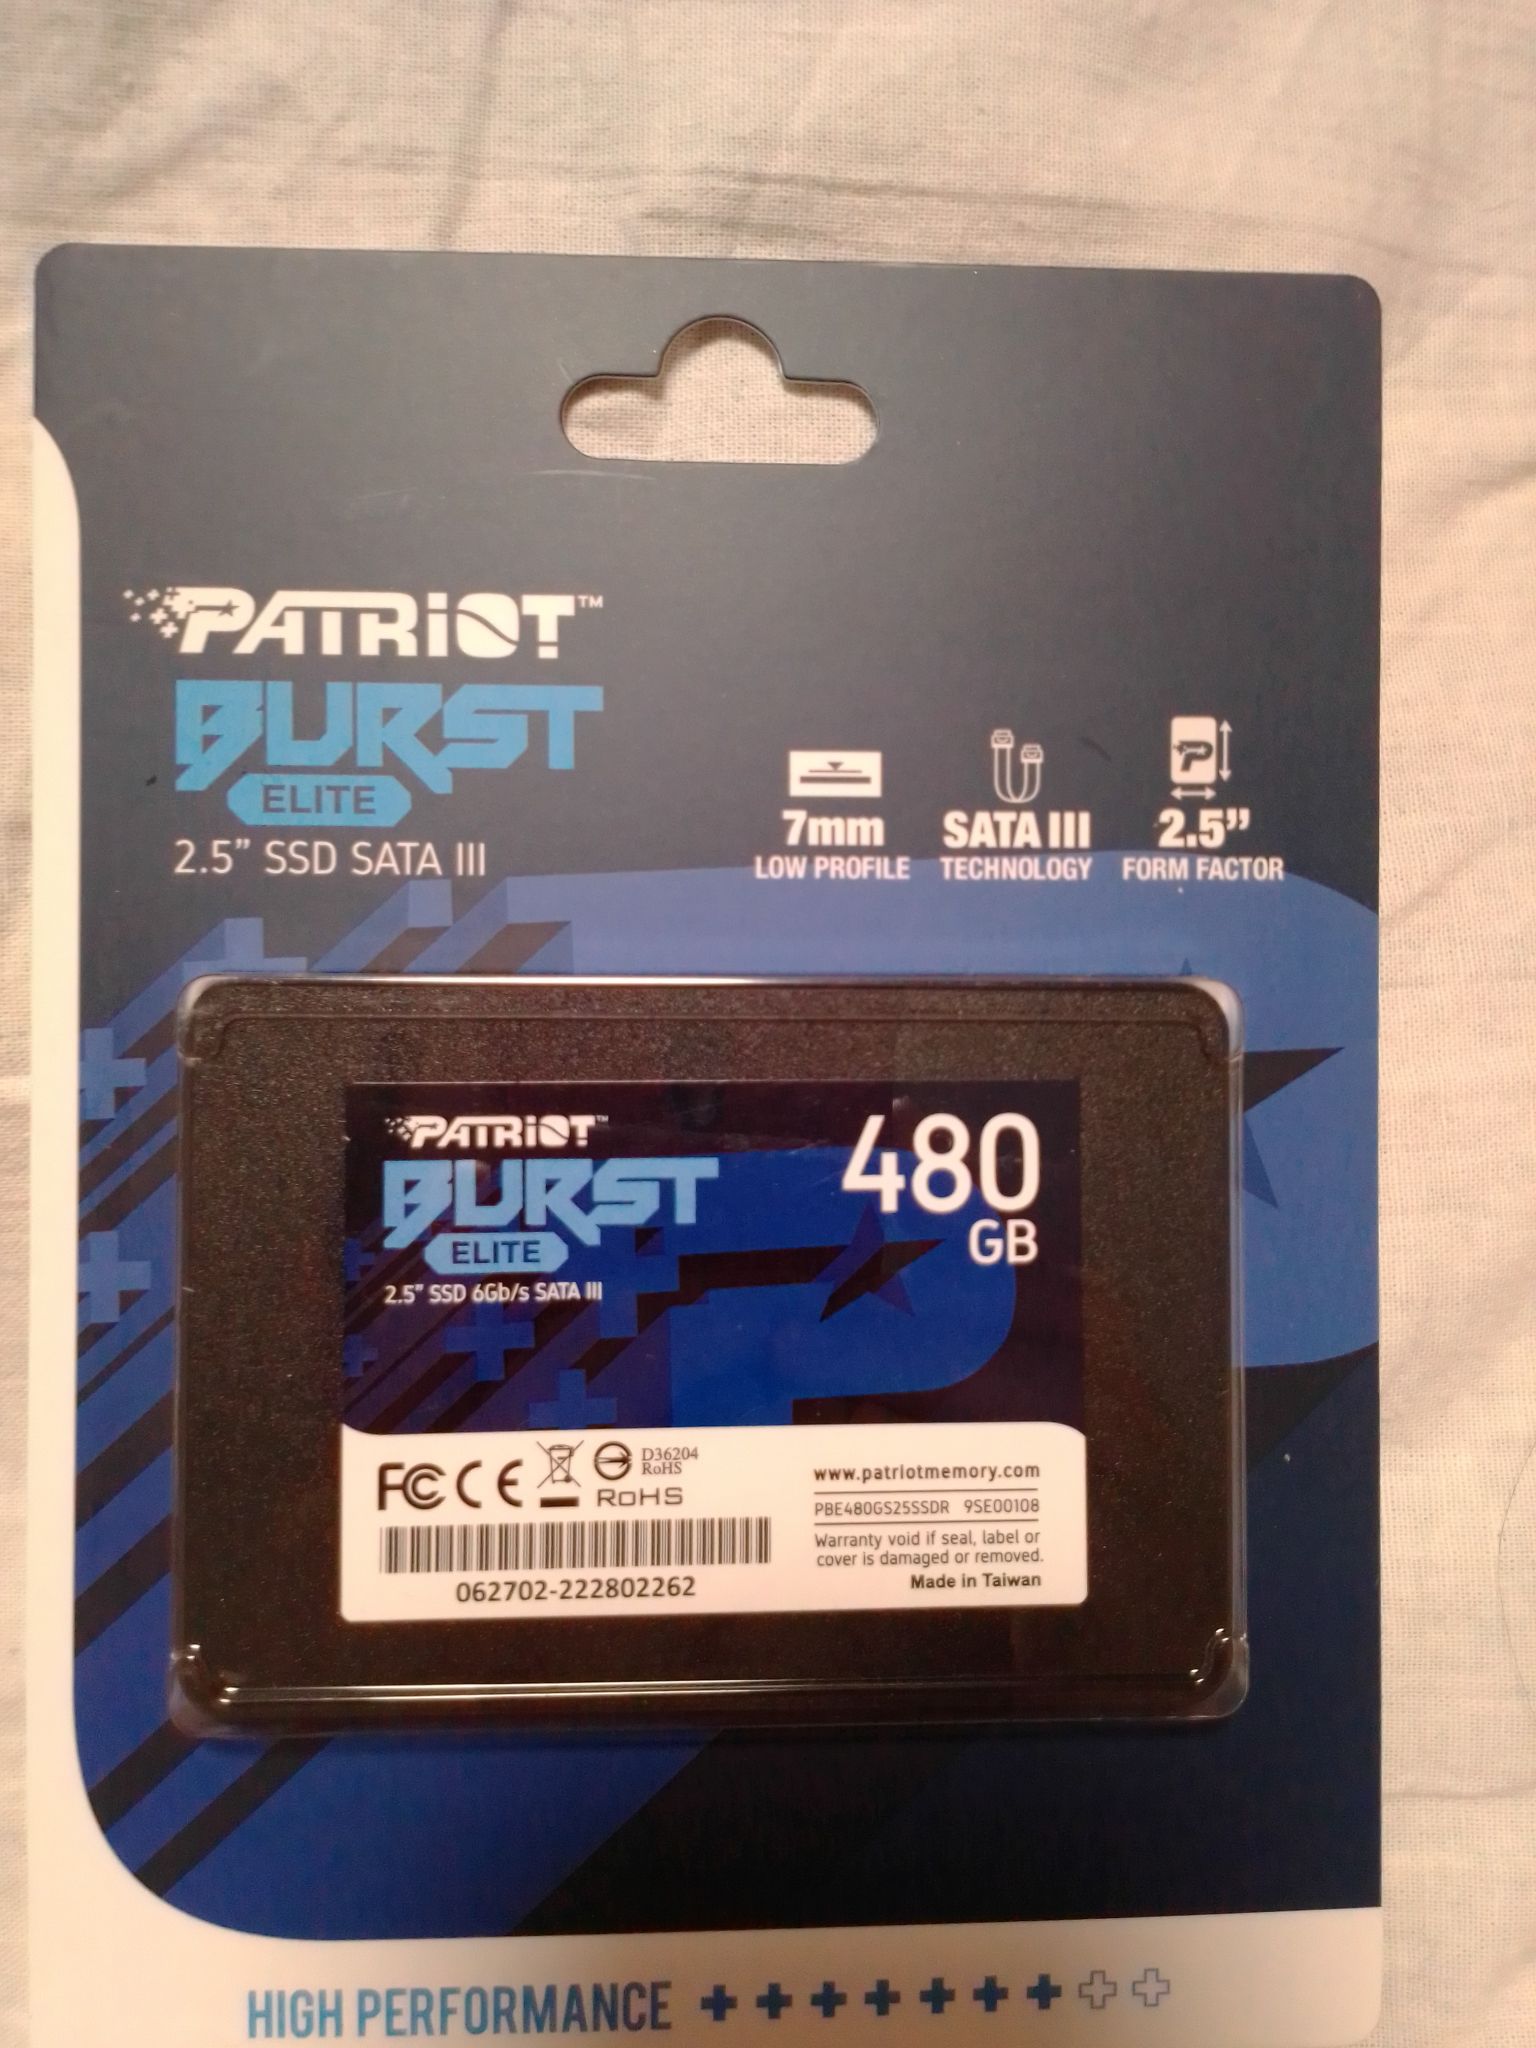 PATRiOT™
BURST
ELITE
2.5” SSD SATA III
7mm
LOW PROFILE
SATA III
TECHNOLOGY
2.5”
FORM FACTOR
PATRiOT™
BURST
ELITE
2.5” SSD 6Gb/s SATA III
480
GB
FC CE
D36204
RoHS
RoHS
062702-222802262
www.patriotmemory.com
PBE480GS25SSDR 9SE00108
Warranty void if seal, label or
cover is damaged or removed.
Made in Taiwan
HIGH PERFORMANCE